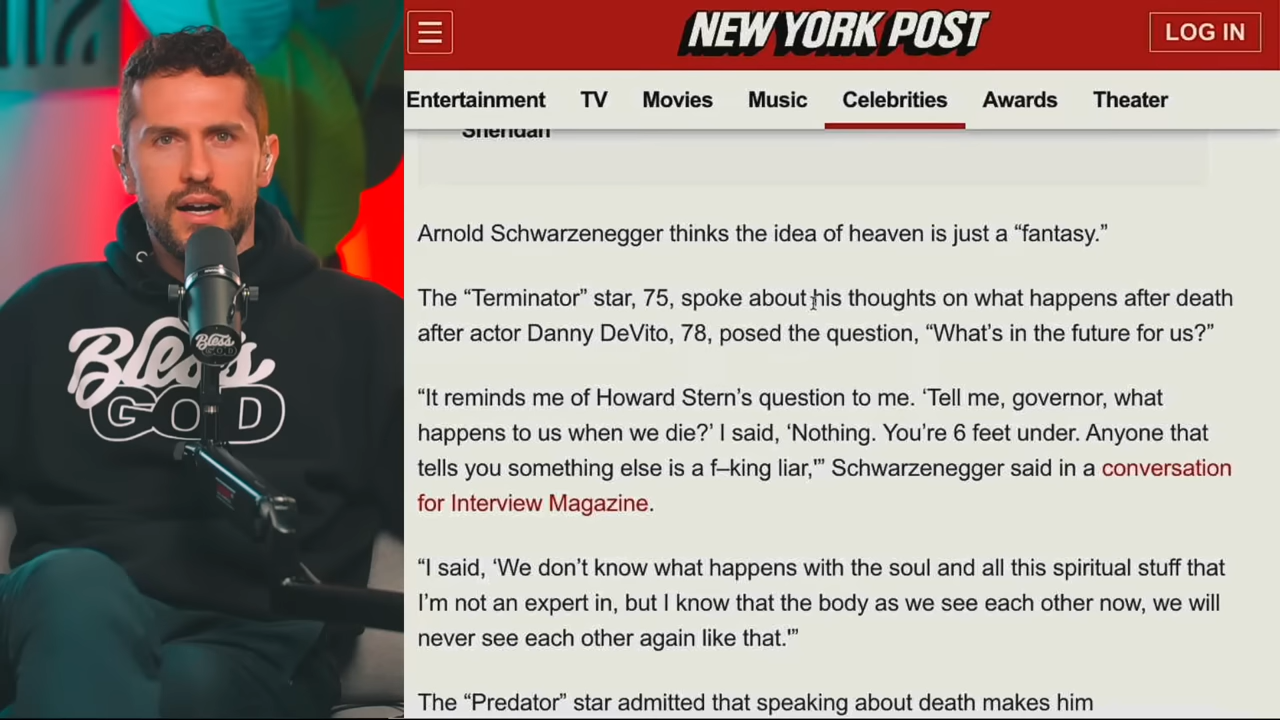 NEW YORK POST
LOG IN
Entertainment TV Movies Music Celebrities Awards Theater
Sheridan
Arnold Schwarzenegger thinks the idea of heaven is just a “fantasy.”
The “Terminator” star, 75, spoke about his thoughts on what happens after death
after actor Danny DeVito, 78, posed the question, “What’s in the future for us?”
“It reminds me of Howard Stern’s question to me. ‘Tell me, governor, what
happens to us when we die?’ I said, ‘Nothing. You’re 6 feet under. Anyone that
tells you something else is a f–king liar,'” Schwarzenegger said in a conversation
for Interview Magazine.
“I said, ‘We don’t know what happens with the soul and all this spiritual stuff that
I’m not an expert in, but I know that the body as we see each other now, we will
never see each other again like that.'”
The “Predator” star admitted that speaking about death makes him
Bless
GOD
Bless
GOD